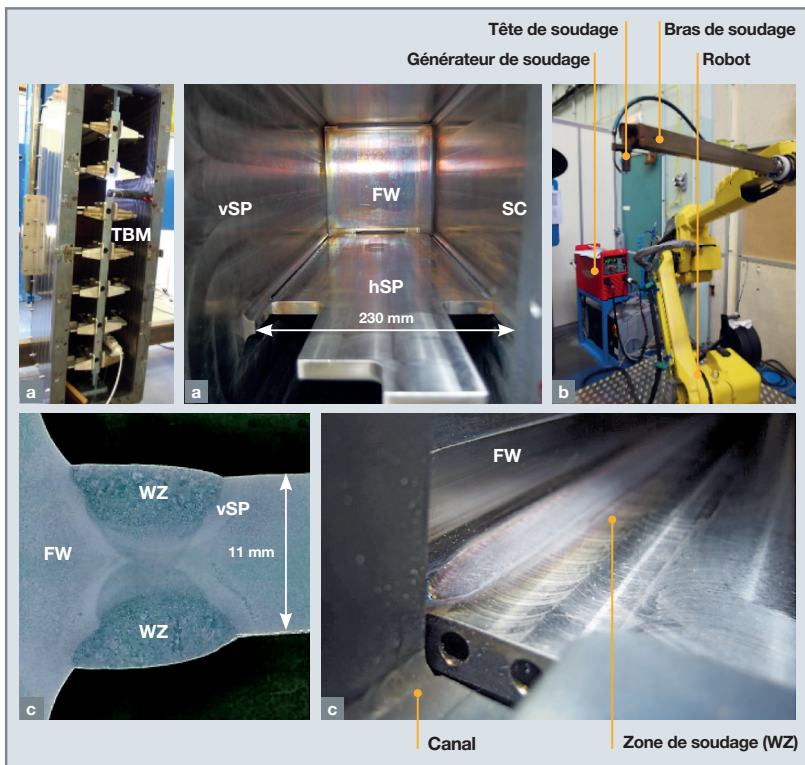 Tête de soudage
Bras de soudage
Générateur de soudage
Robot
TBM
a
vSP
FW
SC
hSP
230 mm
a
b
WZ
vSP
FW
11 mm
WZ
c
FW
c
Canal
Zone de soudage (WZ)